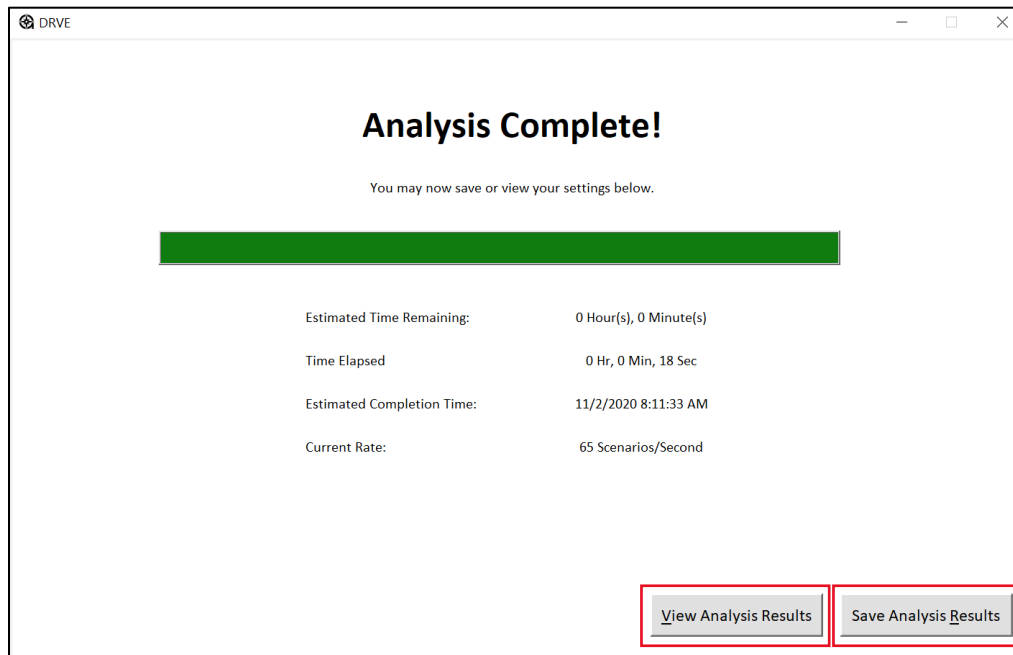 DRVE
Analysis Complete!
You may now save or view your settings below.
Estimated Time Remaining: 0 Hour(s), 0 Minute(s)
Time Elapsed 0 Hr, 0 Min, 18 Sec
Estimated Completion Time: 11/2/2020 8:11:33 AM
Current Rate: 65 Scenarios/Second
View Analysis Results Save Analysis Results